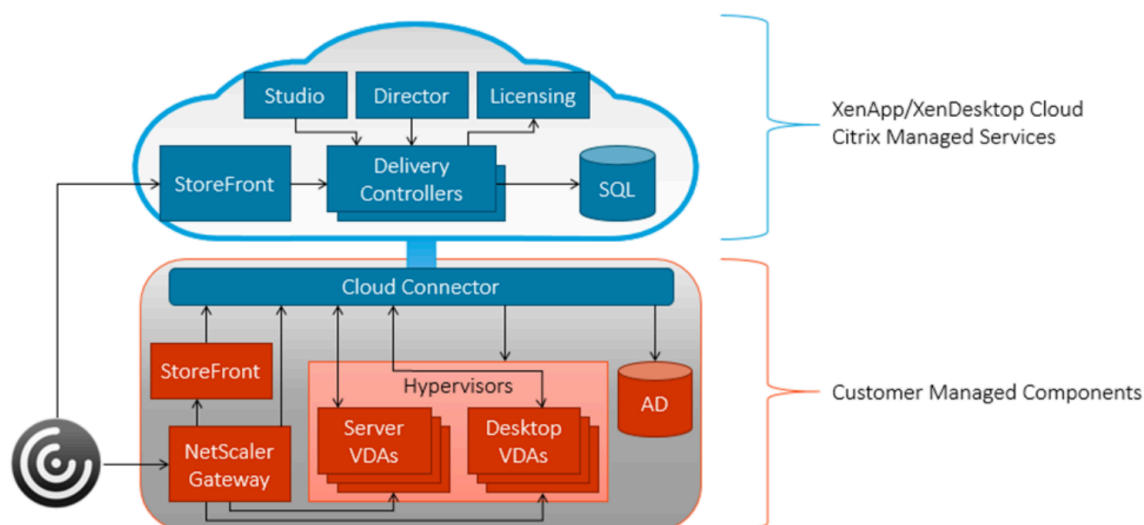 Studio
Director
Licensing
XenApp/XenDesktop Cloud
Citrix Managed Services
StoreFront
Delivery
Controllers
SQL
Cloud Connector
StoreFront
Hypervisors
AD
Customer Managed Components
NetScaler
Gateway
Server
VDAs
Desktop
VDAs